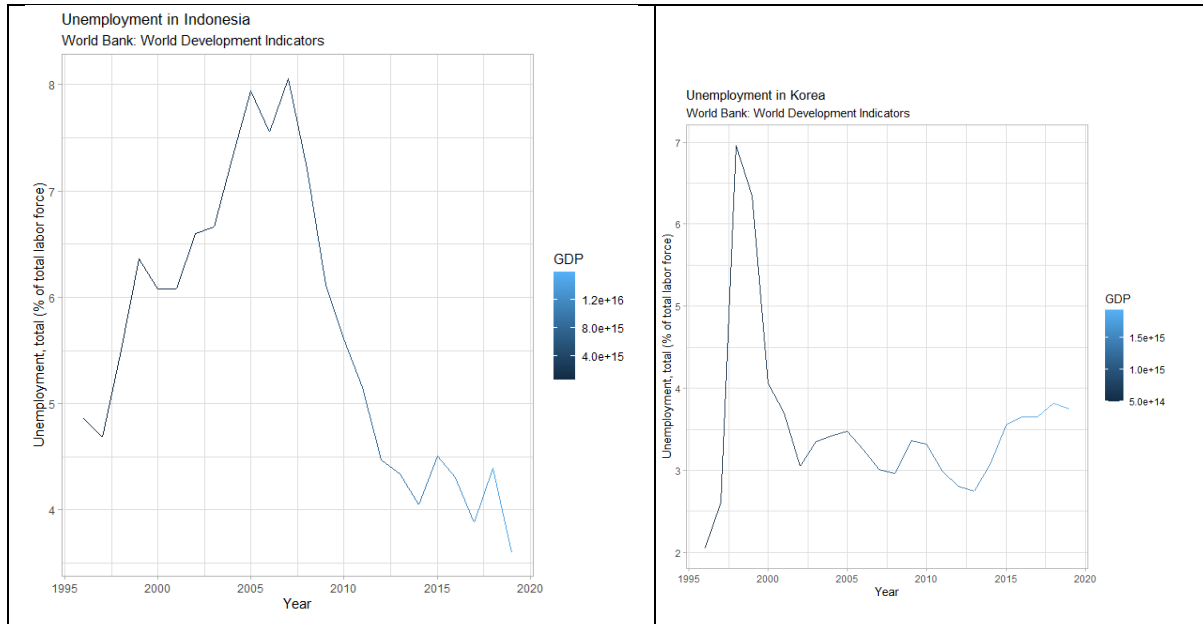 Unemployment in Indonesia
World Bank: World Development Indicators
Unemployment, total (% of total labor force)
8
7
6
5
4
1995
2000
2005
2010
2015
2020
Year
GDP
1.2e+16
8.0e+15
4.0e+15
Unemployment in Korea
World Bank: World Development Indicators
Unemployment, total (% of total labor force)
7
6
5
4
3
2
1995
2000
2005
2010
2015
2020
Year
GDP
1.5e+15
1.0e+15
5.0e+14